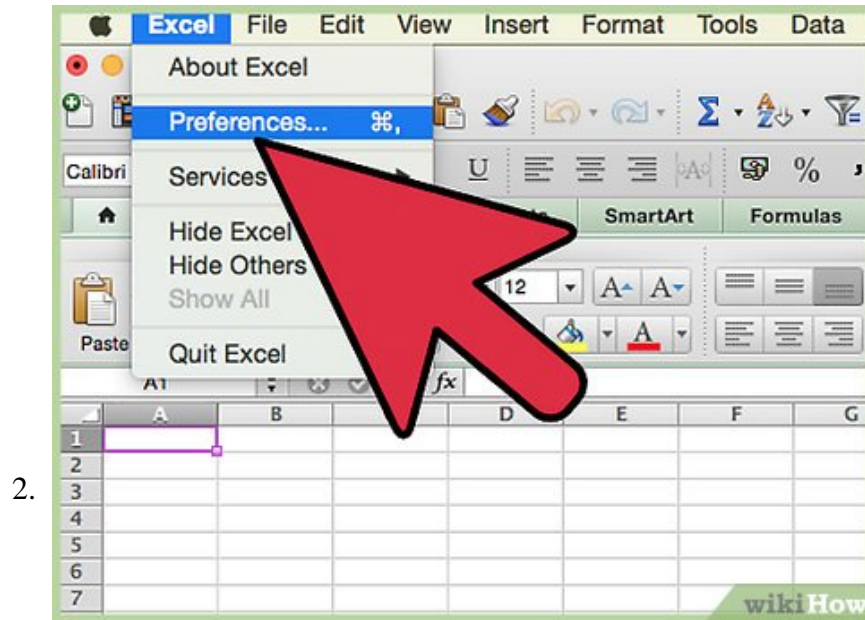 Excel File Edit View Insert Format Tools Data
About Excel
Preferences... ⌘,
Calibri
Services
U
%
SmartArt Formulas
Hide Excel
Hide Others
Show All
12 A A
Paste
A
Quit Excel
A1 fx
A B D E F G
1
2
2. 3
4
5
6
7
wikiHow